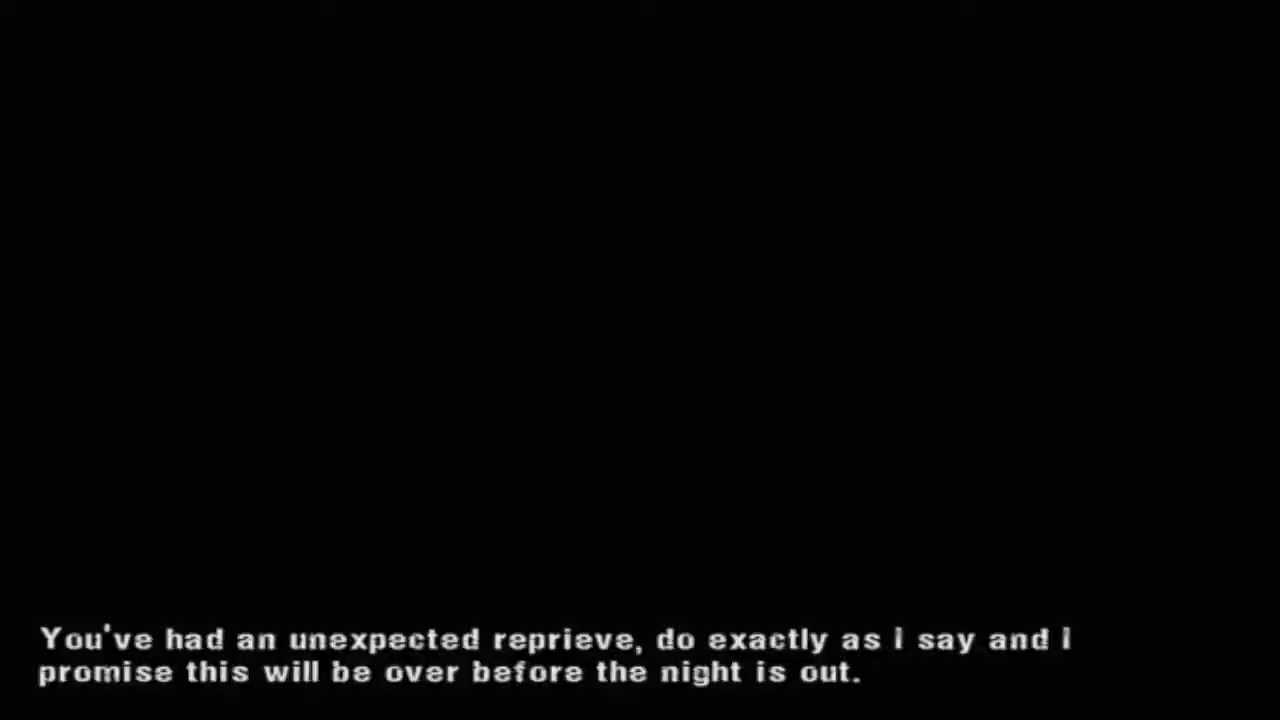 You've had an unexpected reprieve, do exactly as I say and I
promise this will be over before the night is out.